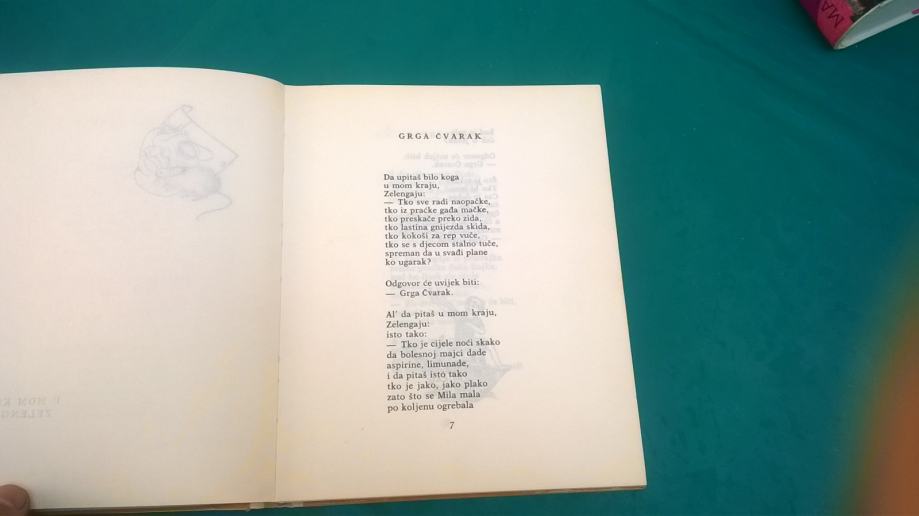 GRGA ČVARAK
Da upitaš bilo koga
u mom kraju,
Zelengaju:
— Tko sve radi naopačke,
tko iz praćke gađa mačke,
tko preskače preko zida,
tko lastina gnijezda skida,
tko kokoši za rep vuče,
tko se s djecom stalno tuče,
spreman da u svađi plane
ko ugarak?
Odgovor će uvijek biti:
— Grga Čvarak.
Al' da pitaš u mom kraju,
Zelengaju:
isto tako:
— Tko je cijele noći skako
da bolesnoj majci dade
aspirine, limunade,
i da pitaš isto tako
tko je jako, jako plako
zato što se Mila mala
po koljenu ogrebala
7
MA